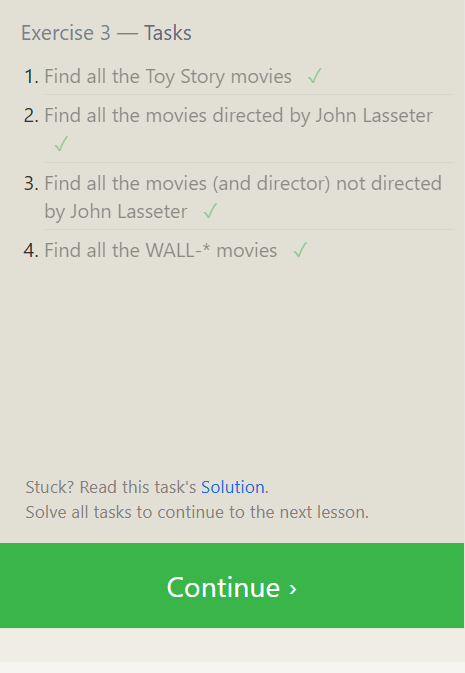 Exercise 3 — Tasks
1. Find all the Toy Story movies ✓
2. Find all the movies directed by John Lasseter
✓
3. Find all the movies (and director) not directed
by John Lasseter ✓
4. Find all the WALL-* movies ✓
Stuck? Read this task's Solution.
Solve all tasks to continue to the next lesson.
Continue ›